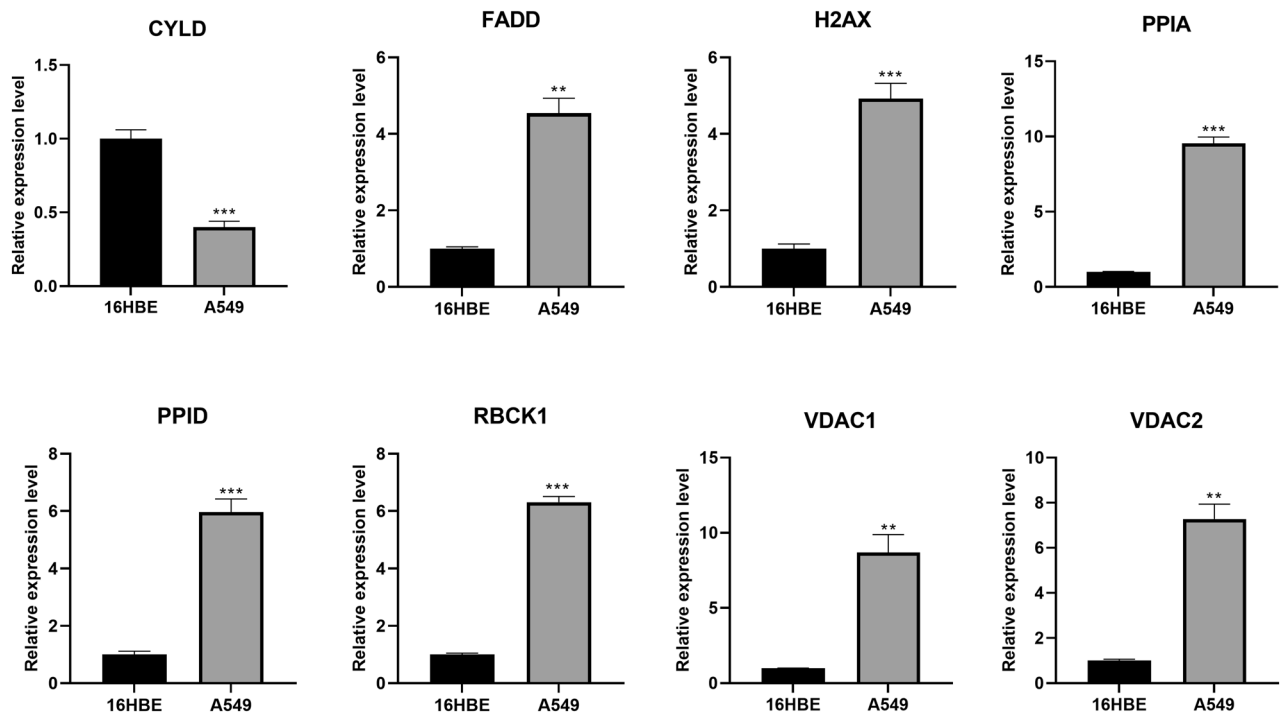 CYLD
Relative expression level
1.5
1.0
0.5
0.0
***
16HBE
A549
FADD
Relative expression level
6
4
2
0
**
16HBE
A549
H2AX
Relative expression level
6
4
2
0
***
16HBE
A549
PPIA
Relative expression level
15
10
5
0
***
16HBE
A549
PPID
Relative expression level
8
6
4
2
0
***
16HBE
A549
RBCK1
Relative expression level
8
6
4
2
0
***
16HBE
A549
VDAC1
Relative expression level
15
10
5
0
**
16HBE
A549
VDAC2
Relative expression level
10
8
6
4
2
0
**
16HBE
A549